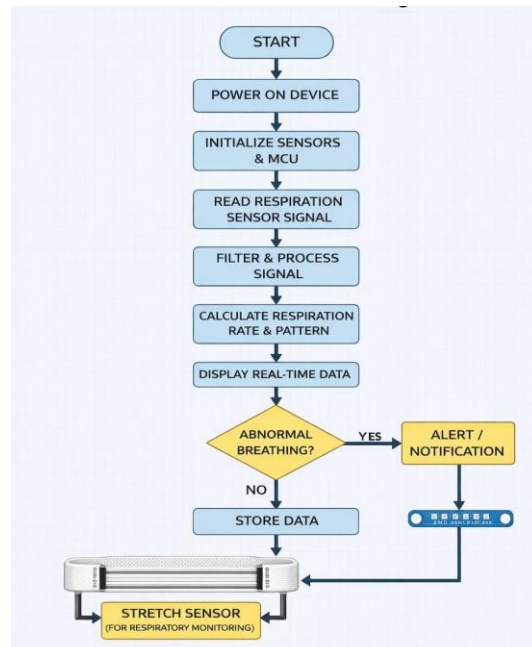 START
POWER ON DEVICE
INITIALIZE SENSORS
& MCU
READ RESPIRATION
SENSOR SIGNAL
FILTER & PROCESS
SIGNAL
CALCULATE RESPIRATION
RATE & PATTERN
DISPLAY REAL-TIME DATA
ABNORMAL
BREATHING?
YES
ALERT /
NOTIFICATION
NO
STORE DATA
STRETCH SENSOR
(FOR RESPIRATORY MONITORING)